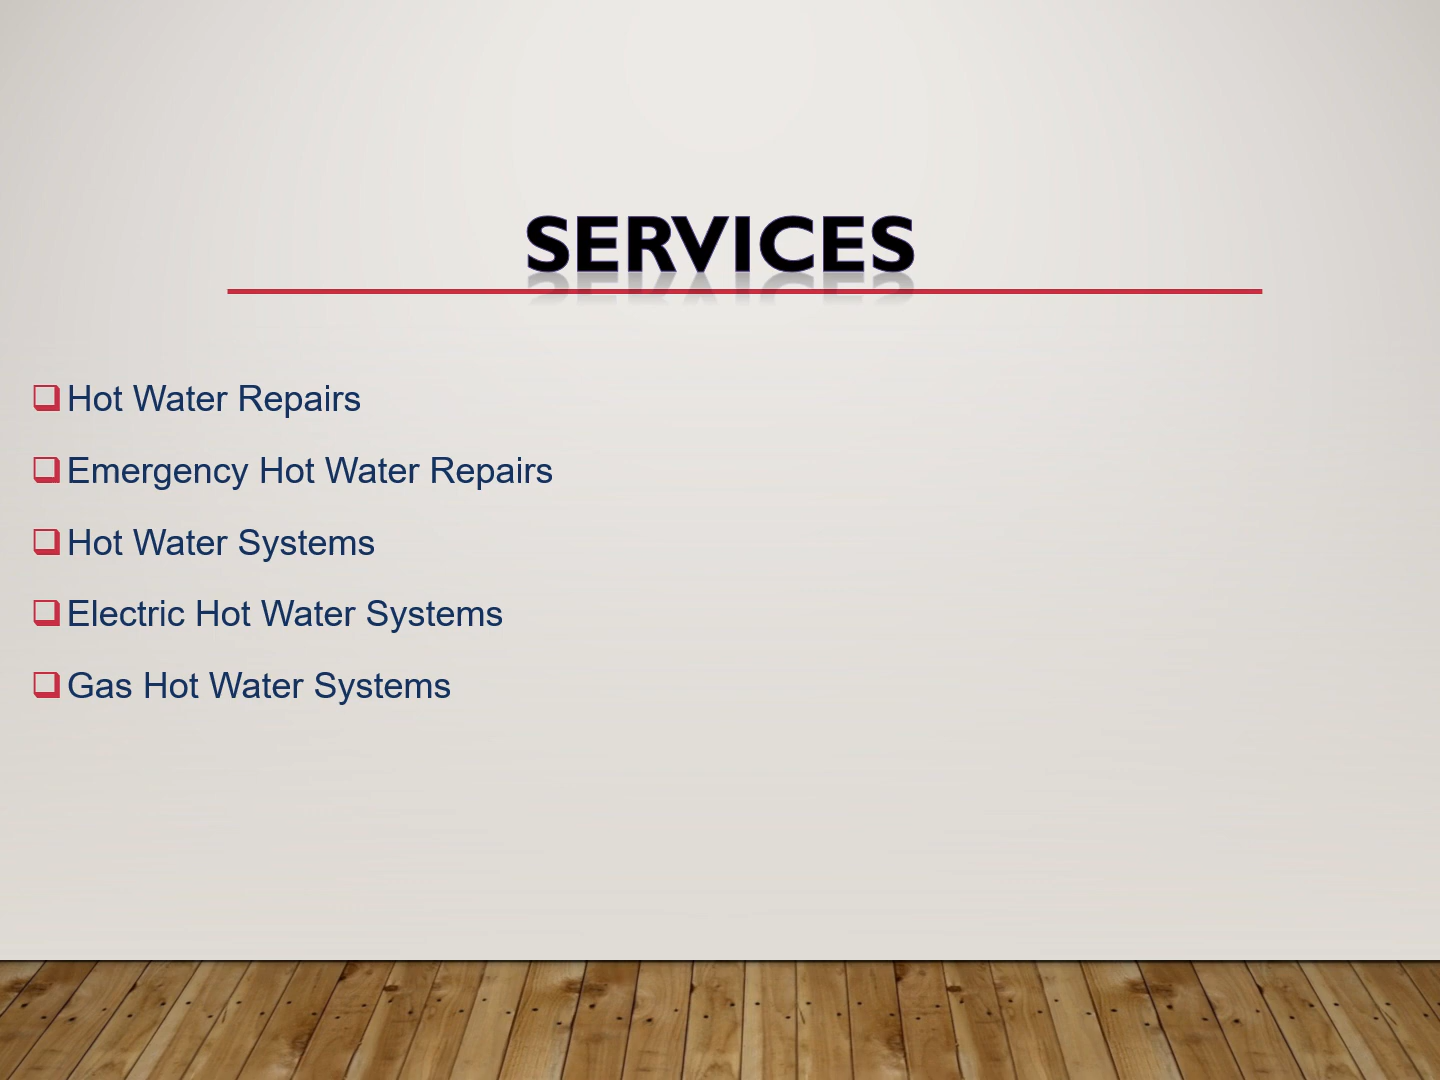 SERVICES
Hot Water Repairs
Emergency Hot Water Repairs
Hot Water Systems
Electric Hot Water Systems
Gas Hot Water Systems